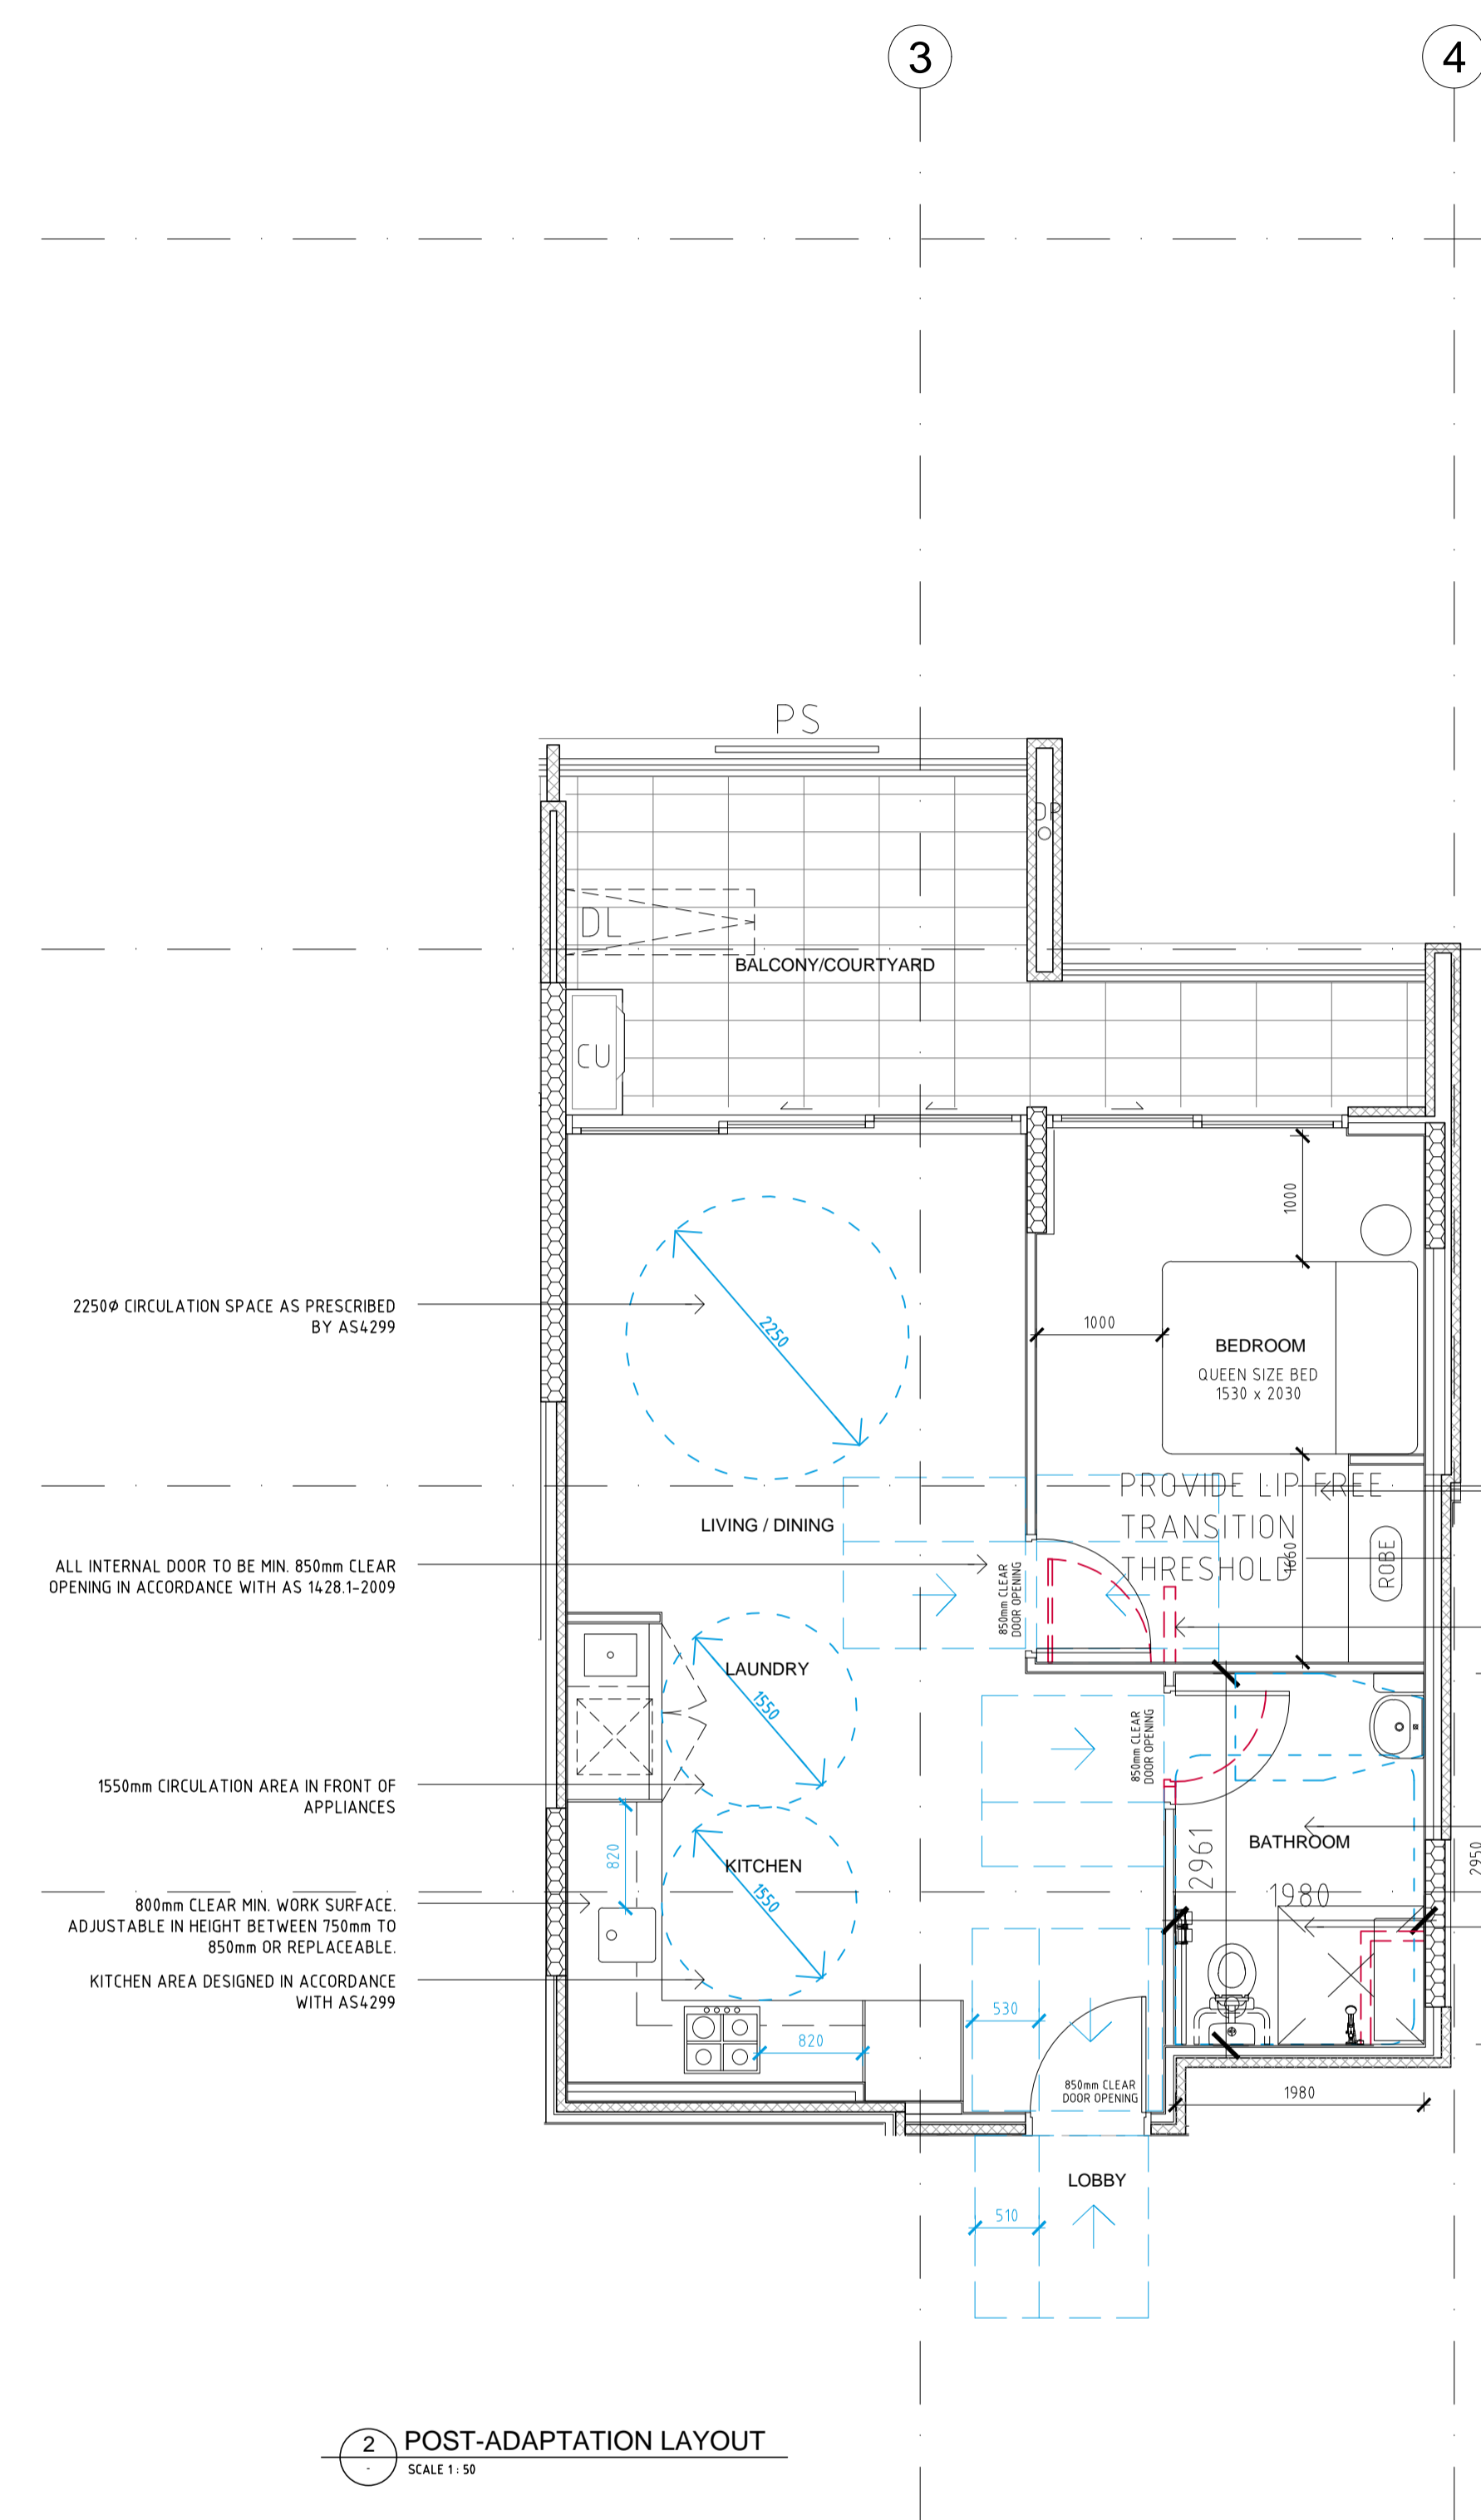 3
4
PS
DP
DL
BALCONY/COURTYARD
CU
1000
2250Ø CIRCULATION SPACE AS PRESCRIBED
BY AS4299
2250
1000
BEDROOM
QUEEN SIZE BED
1530 x 2030
PROVIDE LIP FREE
TRANSITION
THRESHOLD
1660
ROBE
LIVING / DINING
ALL INTERNAL DOOR TO BE MIN. 850mm CLEAR
OPENING IN ACCORDANCE WITH AS 1428.1-2009
850mm CLEAR
DOOR OPENING
LAUNDRY
1550
850mm CLEAR
DOOR OPENING
1550mm CIRCULATION AREA IN FRONT OF
APPLIANCES
820
KITCHEN
1550
2961
BATHROOM
2950
1980
800mm CLEAR MIN. WORK SURFACE.
ADJUSTABLE IN HEIGHT BETWEEN 750mm TO
850mm OR REPLACEABLE.
KITCHEN AREA DESIGNED IN ACCORDANCE
WITH AS4299
530
820
850mm CLEAR
DOOR OPENING
1980
LOBBY
510
2
-
POST-ADAPTATION LAYOUT
SCALE 1 : 50